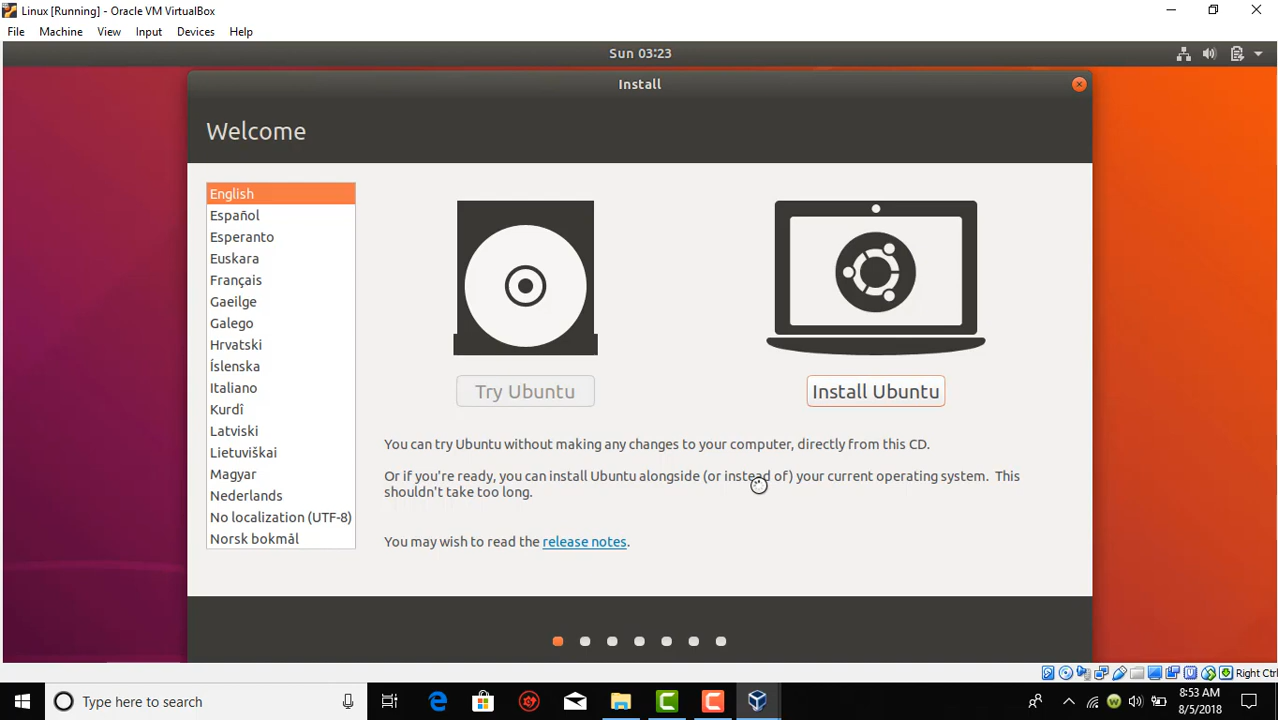 Linux [Running] - Oracle VM VirtualBox
File Machine View Input Devices Help
Sun 03:23
Install
Welcome
English
Español
Esperanto
Euskara
Français
Gaeilge
Galego
Hrvatski
Íslenska
Italiano
Kurdî
Latviski
Lietuviškai
Magyar
Nederlands
No localization (UTF-8)
Norsk bokmål
Try Ubuntu
Install Ubuntu
You can try Ubuntu without making any changes to your computer, directly from this CD.
Or if you're ready, you can install Ubuntu alongside (or instead of) your current operating system. This
shouldn't take too long.
You may wish to read the release notes.
Right Ctrl
Type here to search
8:53 AM
8/5/2018